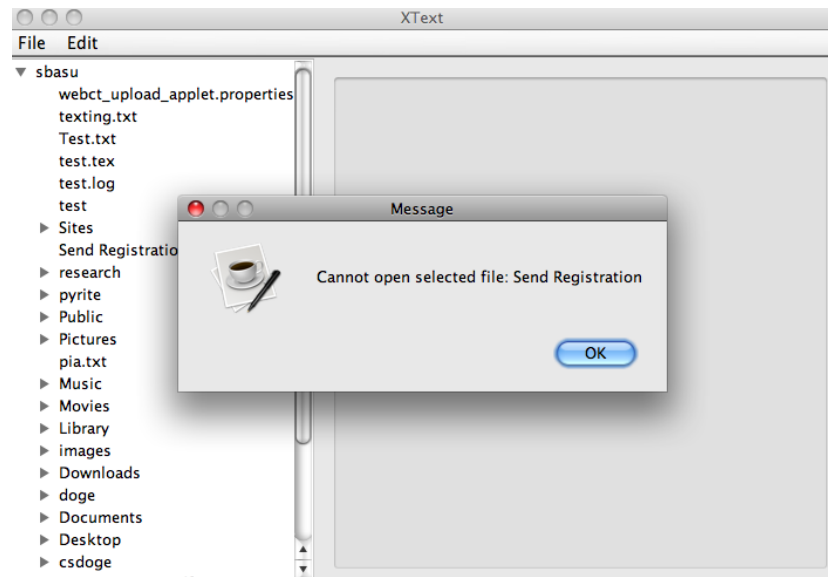 XText
File Edit
sbasu
webct_upload_applet.properties
texting.txt
Test.txt
test.tex
test.log
test
Sites
Send Registratio
research
pyrite
Public
Pictures
pia.txt
Music
Movies
Library
images
Downloads
doge
Documents
Desktop
csdoge
Message
Cannot open selected file: Send Registration
OK